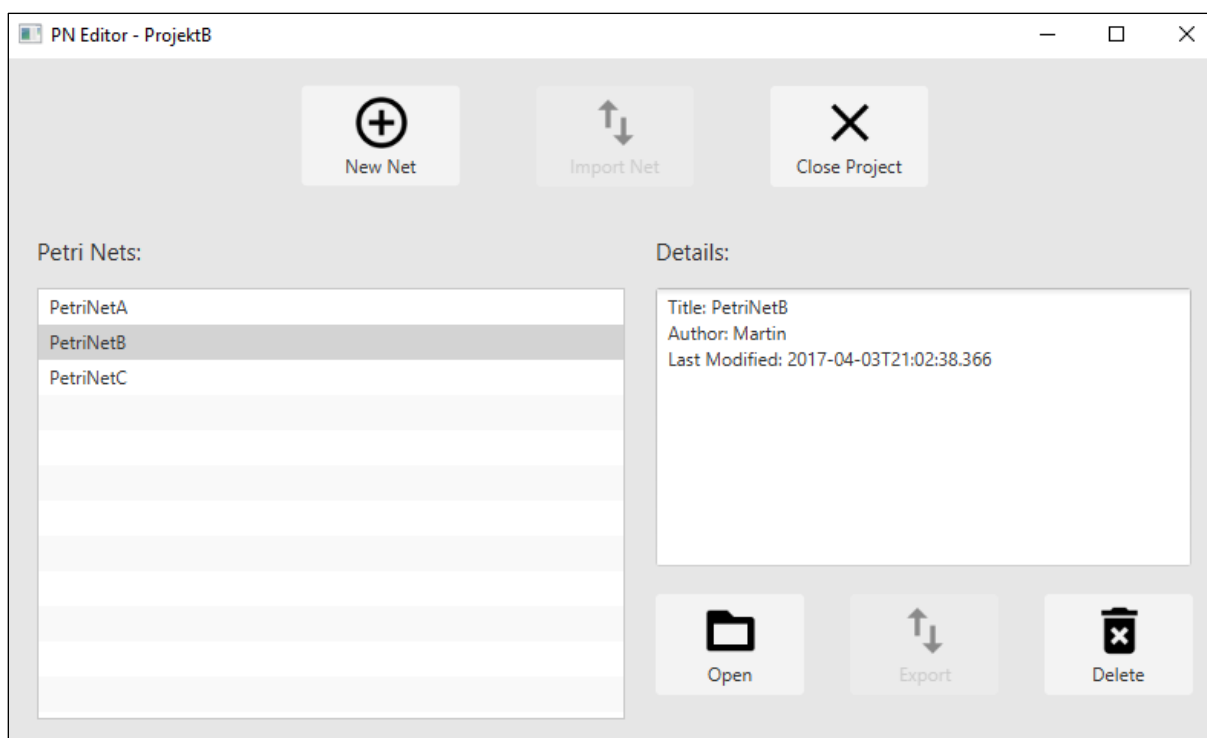 PN Editor - ProjektB
New Net
Import Net
Close Project
Petri Nets:
PetriNetA
PetriNetB
PetriNetC
Details:
Title: PetriNetB
Author: Martin
Last Modified: 2017-04-03T21:02:38.366
Open
Export
Delete